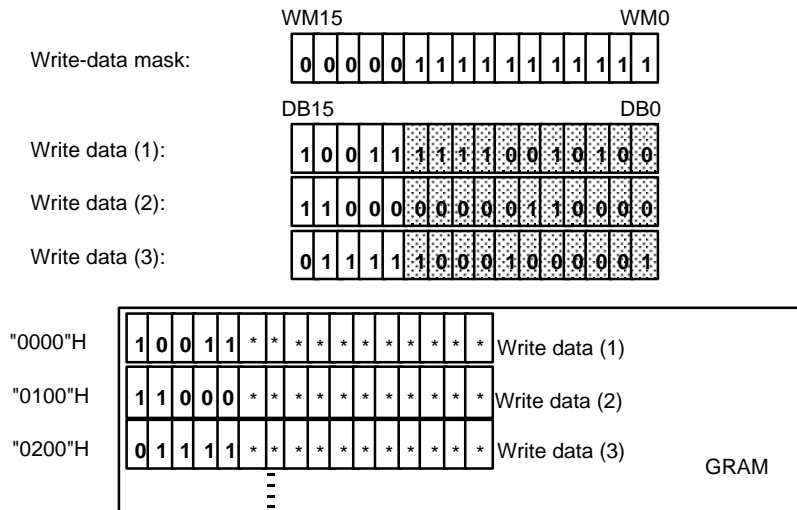 WM15 WM0
Write-data mask: 0 0 0 0 0 1 1 1 1 1 1 1 1 1 1 1
DB15 DB0
Write data (1): 1 0 0 1 1 1 1 1 1 0 0 1 0 1 0 0
Write data (2): 1 1 0 0 0 0 0 0 0 0 1 1 0 0 0 0
Write data (3): 0 1 1 1 1 1 0 0 0 1 0 0 0 0 0 1
"0000"H 1 0 0 1 1 * * * * * * * * * * * Write data (1)
"0100"H 1 1 0 0 0 * * * * * * * * * * * Write data (2)
"0200"H 0 1 1 1 1 * * * * * * * * * * * Write data (3)
GRAM